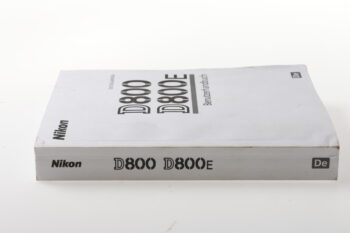 Nikon
D800
D800E
Benutzerhandbuch
Nikon D800 D800E De